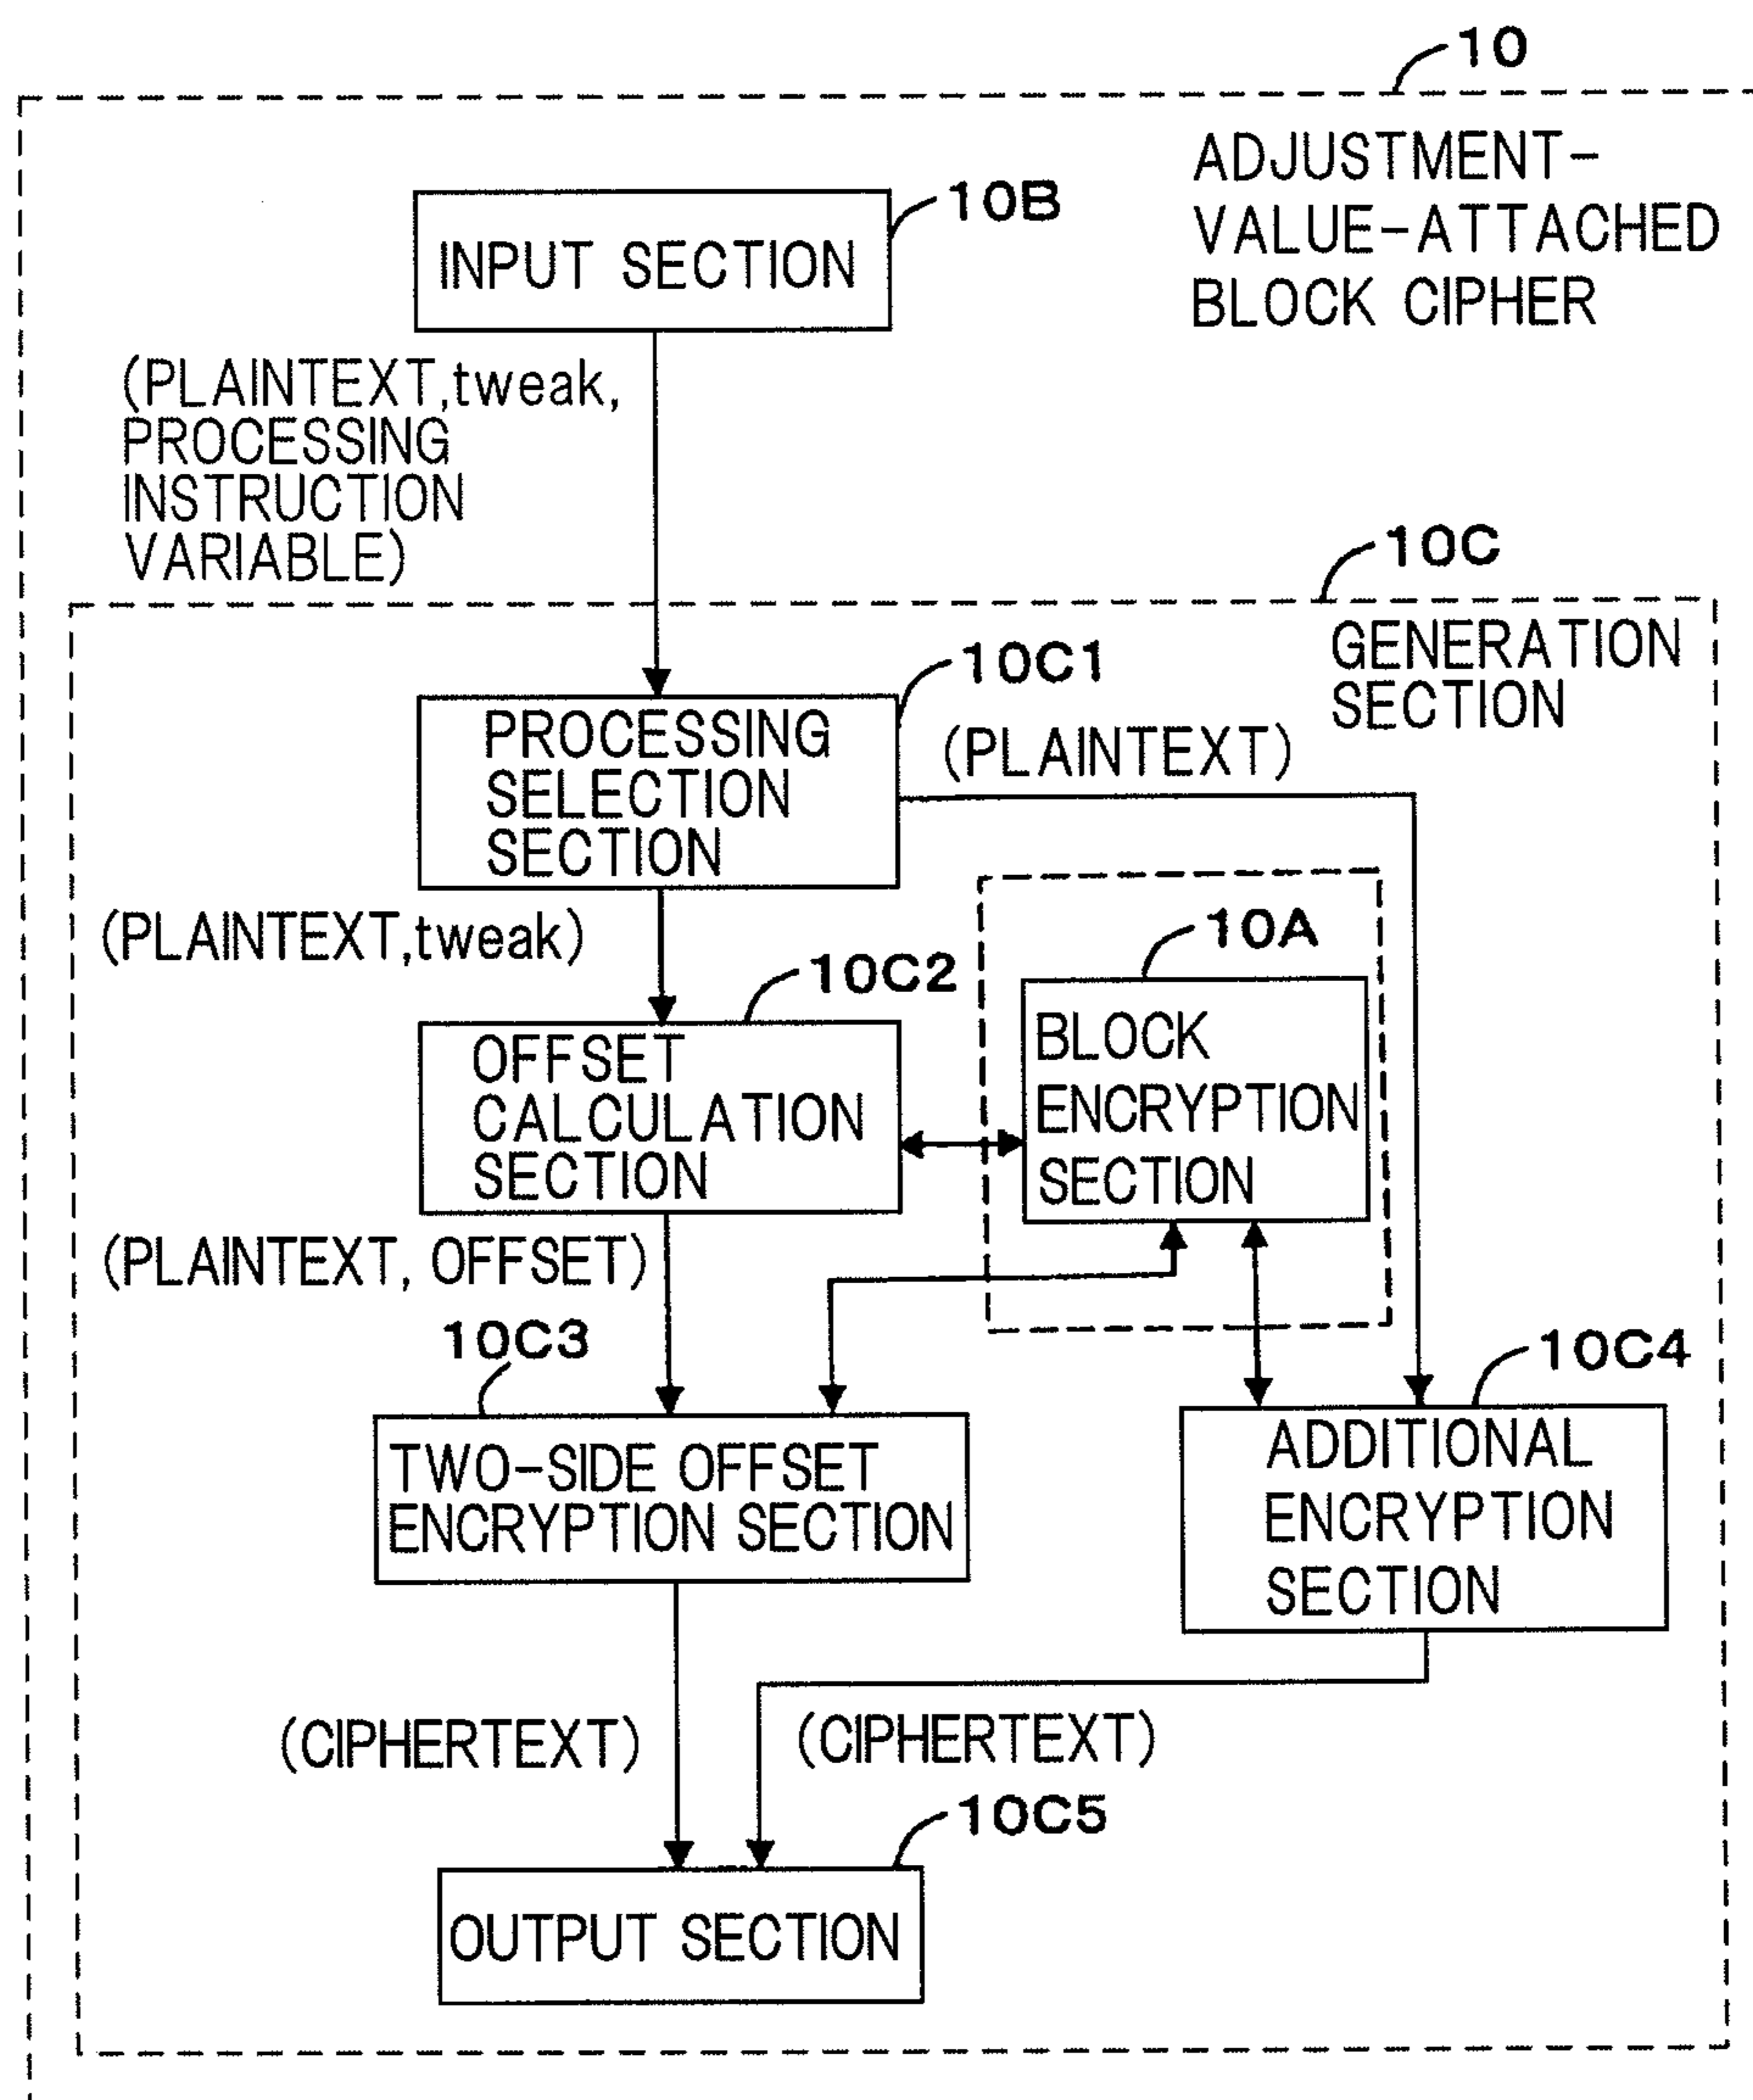 10
ADJUSTMENT-
VALUE-ATTACHED
BLOCK CIPHER
10B
INPUT SECTION
(PLAINTEXT,tweak,
PROCESSING
INSTRUCTION
VARIABLE)
10C
GENERATION
SECTION
10C1
PROCESSING
SELECTION
SECTION
(PLAINTEXT)
(PLAINTEXT,tweak)
10A
BLOCK
ENCRYPTION
SECTION
10C2
OFFSET
CALCULATION
SECTION
(PLAINTEXT, OFFSET)
10C3
TWO-SIDE OFFSET
ENCRYPTION SECTION
10C4
ADDITIONAL
ENCRYPTION
SECTION
(CIPHERTEXT)
(CIPHERTEXT)
10C5
OUTPUT SECTION